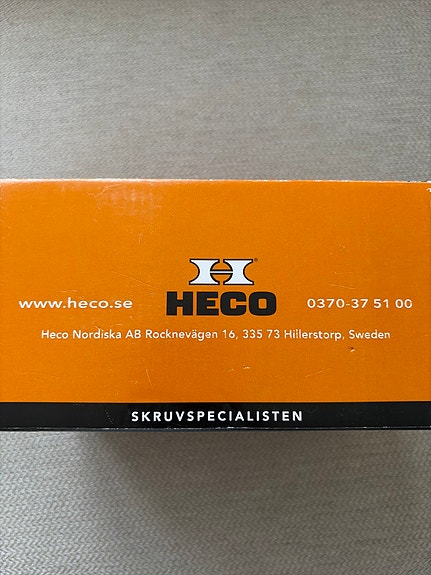 H®
HECO
www.heco.se
0370-37 51 00
Heco Nordiska AB Rocknevägen 16, 335 73 Hillerstorp, Sweden
SKRUVSPECIALISTEN